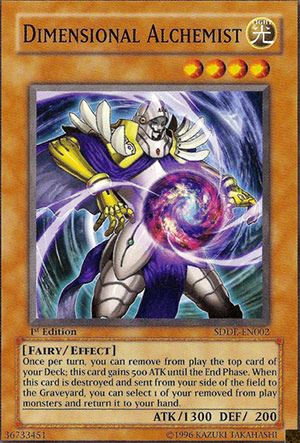 DIMENSIONAL ALCHEMIST
LIGHT
光
1st Edition
SDDE-EN002
[FAIRY/EFFECT]
Once per turn, you can remove from play the top card of
your Deck; this card gains 500 ATK until the End Phase. When
this card is destroyed and sent from your side of the field to
the Graveyard, you can select 1 of your removed from play
monsters and return it to your hand.
ATK/1300 DEF/ 200
36733451
©1996 KAZUKI TAKAHASHI